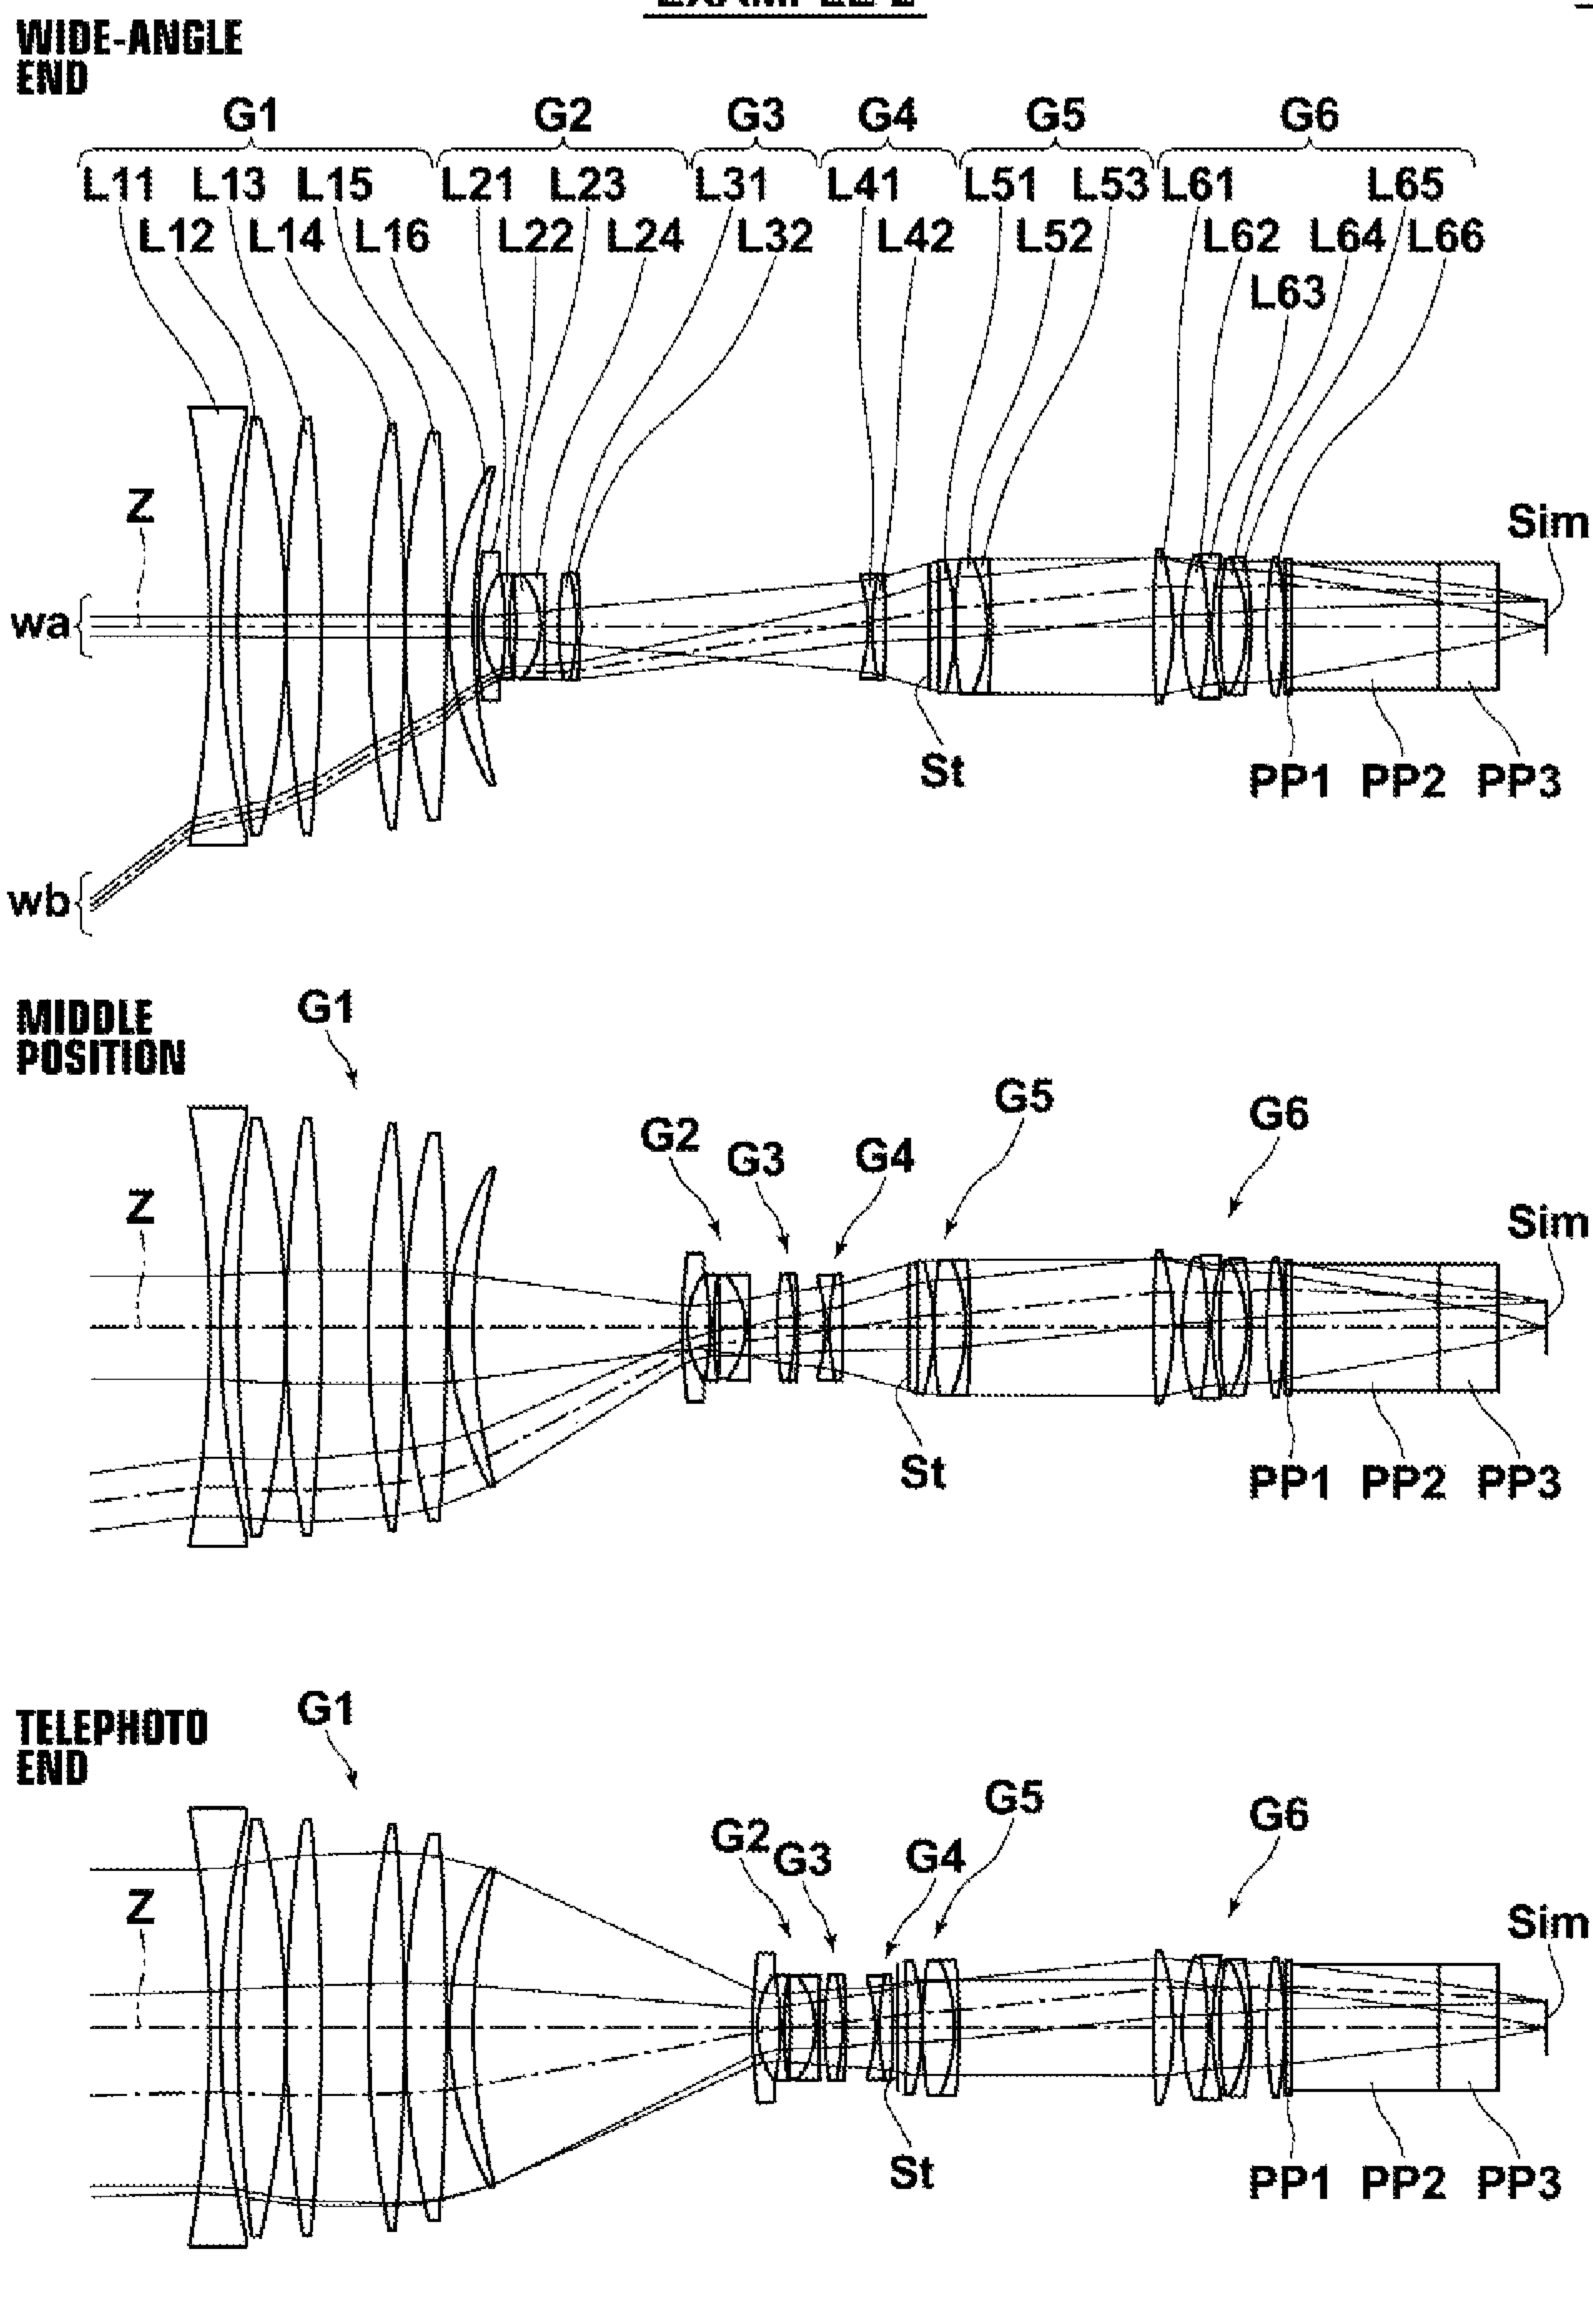 WIDE-ANGLE
END
G1 G2 G3 G4 G5 G6
L11 L13 L15 L21 L23 L31 L41 L51 L53 L61 L65
L12 L14 L16 L22 L24 L32 L42 L52 L62 L64 L66
L63
Z
Sim
wa
St
PP1 PP2 PP3
wb
MIDDLE
POSITION
G1
G2 G3 G4 G5 G6
Z
Sim
St
PP1 PP2 PP3
TELEPHOTO
END
G1
G2 G3 G4 G5 G6
Z
Sim
St
PP1 PP2 PP3